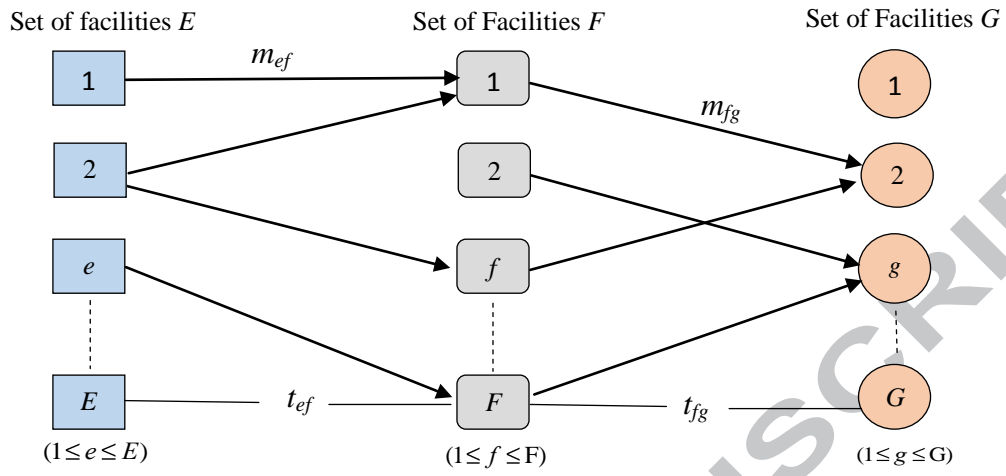 Set of facilities E
Set of Facilities F
Set of Facilities G
1
m_ef
1
m_fg
1
2
2
2
e
f
g
E
t_ef
F
t_fg
G
(1≤ e ≤ E)
(1≤ f ≤F)
(1≤ g ≤G)